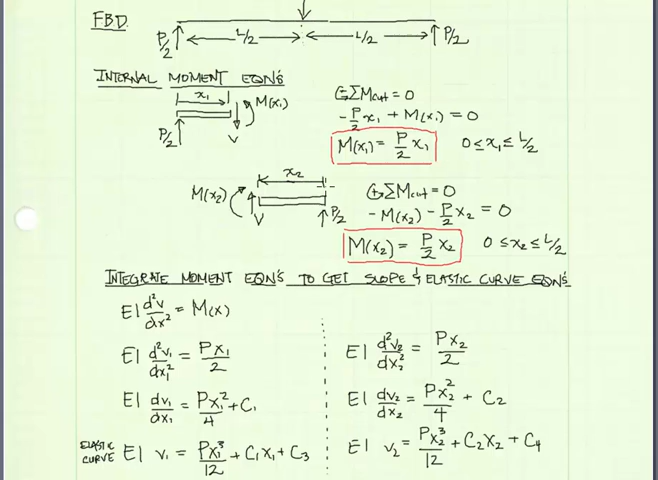 FBD
P/2 L/2 L/2 P/2
INTERNAL MOMENT EQN'S
x₁
M(x₁)
P/2 V
↺ΣMcut = 0
-P/2 x₁ + M(x₁) = 0
M(x₁) = P/2 x₁ 0 ≤ x₁ ≤ L/2
x₂
M(x₂)
V P/2
↺+ΣMcut = 0
-M(x₂) - P/2 x₂ = 0
M(x₂) = P/2 x₂ 0 ≤ x₂ ≤ L/2
INTEGRATE MOMENT EQN'S TO GET SLOPE & ELASTIC CURVE EQN'S
EI d²v/dx² = M(x)
EI d²v₁/dx₁² = Px₁/2
EI dv₁/dx₁ = Px₁²/4 + C₁
ELASTIC CURVE EI v₁ = Px₁³/12 + C₁x₁ + C₃
EI d²v₂/dx₂² = Px₂/2
EI dv₂/dx₂ = Px₂²/4 + C₂
EI v₂ = Px₂³/12 + C₂x₂ + C₄